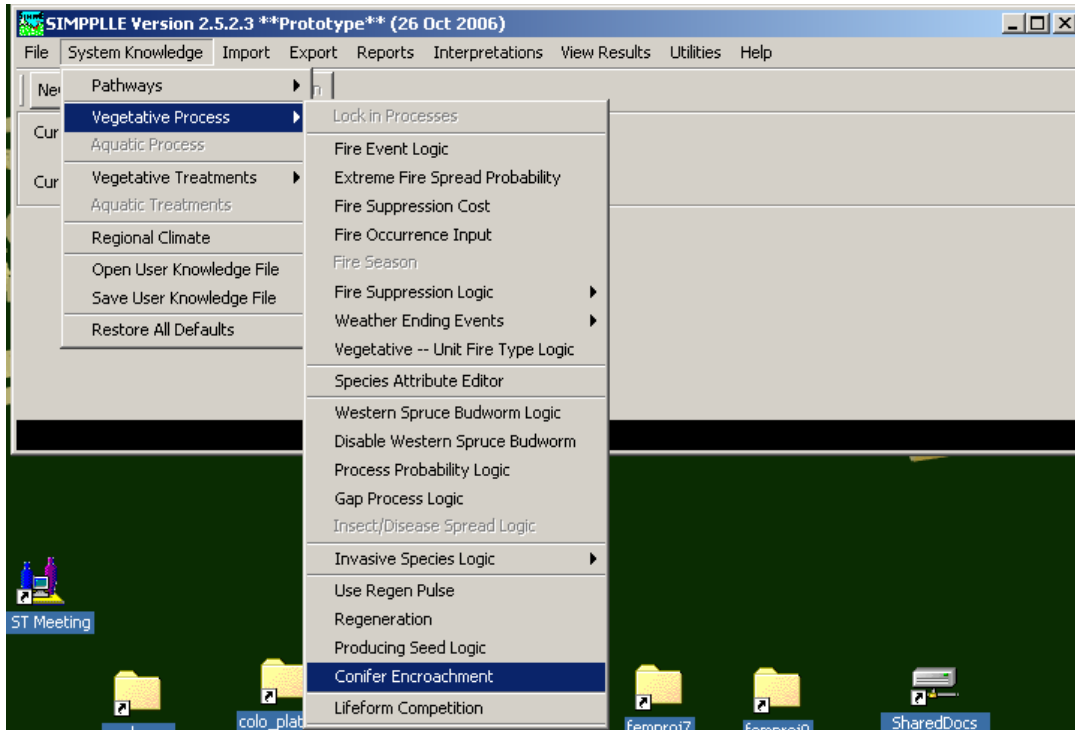 SIMPPLLE Version 2.5.2.3 **Prototype** (26 Oct 2006)
File System Knowledge Import Export Reports Interpretations View Results Utilities Help
Pathways
Vegetative Process
Aquatic Process
Vegetative Treatments
Aquatic Treatments
Regional Climate
Open User Knowledge File
Save User Knowledge File
Restore All Defaults
Lock in Processes
Fire Event Logic
Extreme Fire Spread Probability
Fire Suppression Cost
Fire Occurrence Input
Fire Season
Fire Suppression Logic
Weather Ending Events
Vegetative -- Unit Fire Type Logic
Species Attribute Editor
Western Spruce Budworm Logic
Disable Western Spruce Budworm
Process Probability Logic
Gap Process Logic
Insect/Disease Spread Logic
Invasive Species Logic
Use Regen Pulse
Regeneration
Producing Seed Logic
Conifer Encroachment
Lifeform Competition
Cur
Cur
ST Meeting
colo_plat
femproj7
SharedDocs